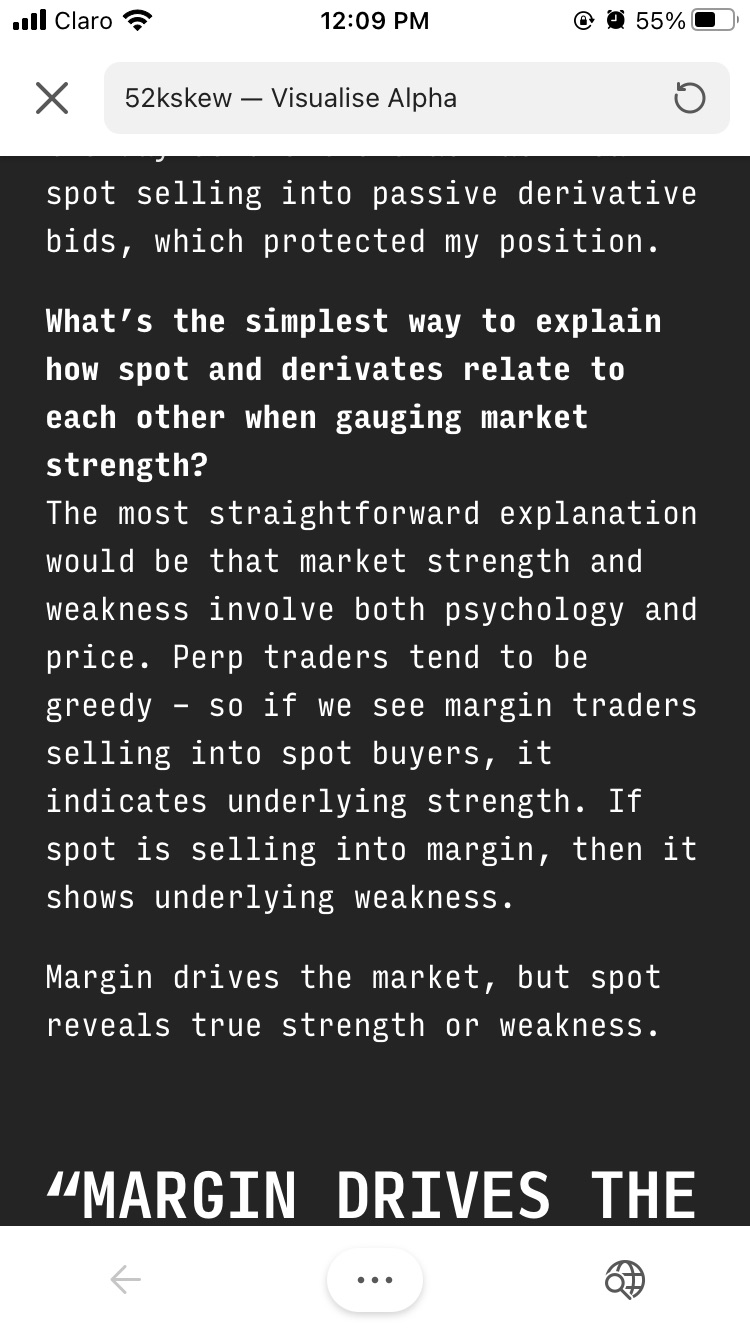 Claro 12:09 PM 55%
52kskew — Visualise Alpha
spot selling into passive derivative
bids, which protected my position.
What’s the simplest way to explain
how spot and derivates relate to
each other when gauging market
strength?
The most straightforward explanation
would be that market strength and
weakness involve both psychology and
price. Perp traders tend to be
greedy – so if we see margin traders
selling into spot buyers, it
indicates underlying strength. If
spot is selling into margin, then it
shows underlying weakness.
Margin drives the market, but spot
reveals true strength or weakness.
“MARGIN DRIVES THE